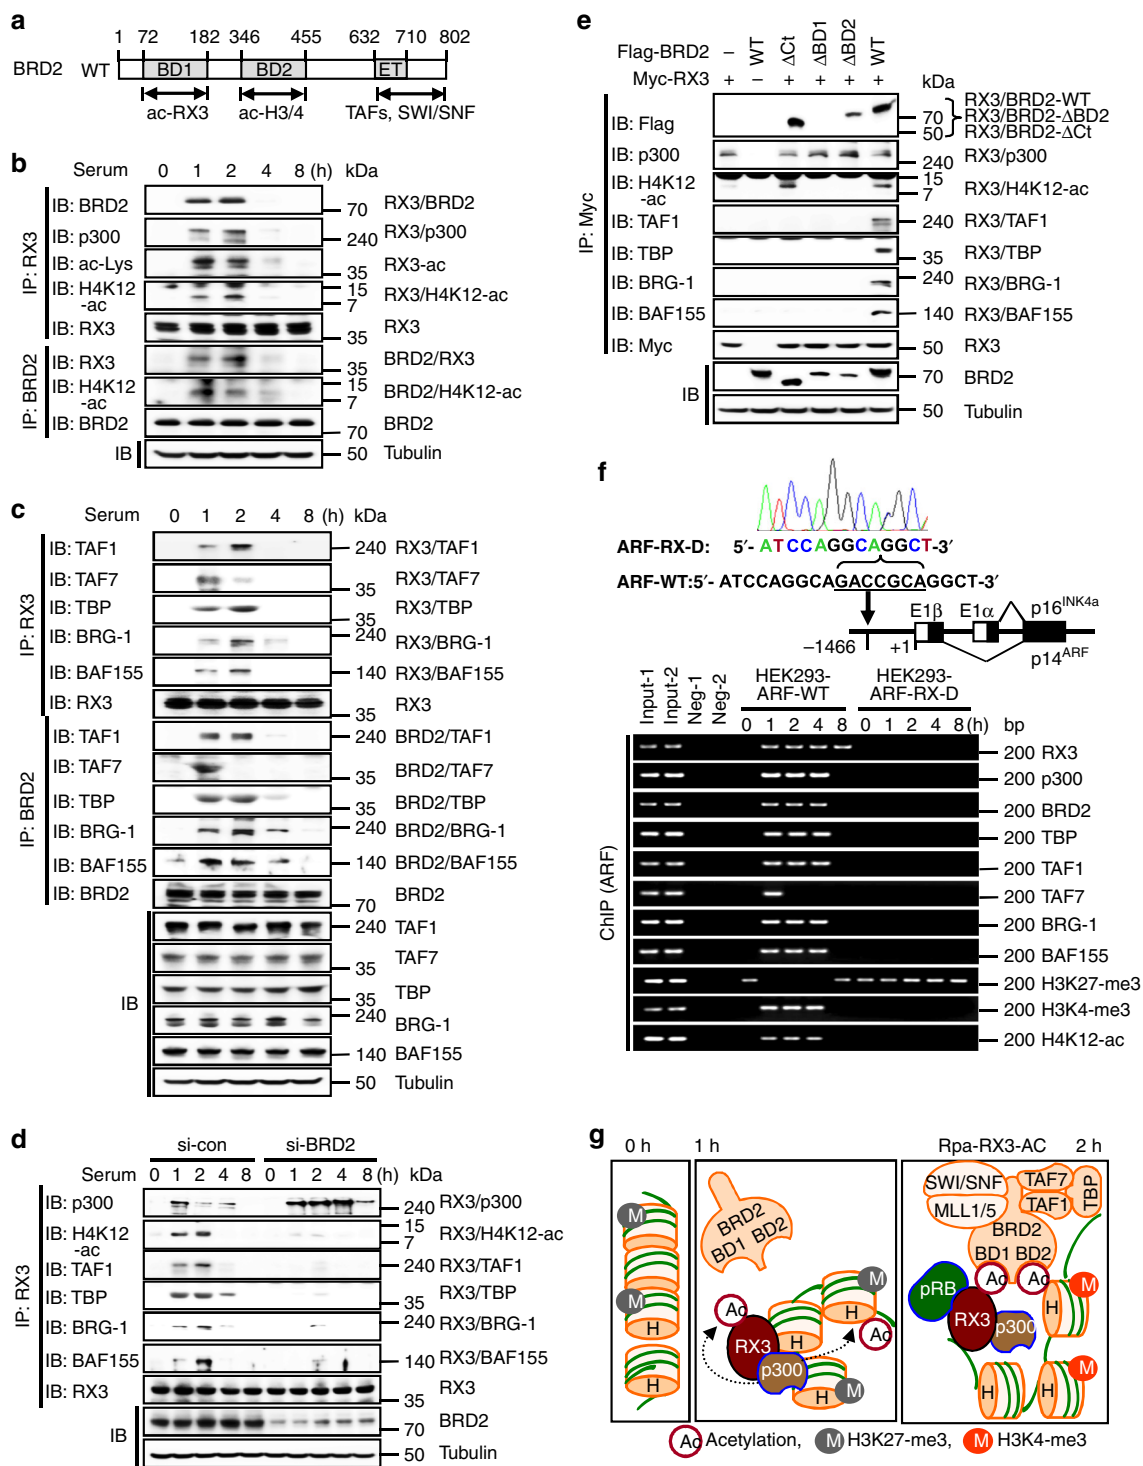 a
1 72 182 346 455 632 710 802
BRD2 WT BD1 BD2 ET
ac-RX3 ac-H3/4 TAFs, SWI/SNF
b
Serum 0 1 2 4 8 (h) kDa
IP: RX3
IB: BRD2 70 RX3/BRD2
IB: p300 240 RX3/p300
IB: ac-Lys 35 RX3-ac
IB: H4K12-ac 15 7 RX3/H4K12-ac
IB: RX3 35 RX3
IP: BRD2
IB: RX3 35 BRD2/RX3
IB: H4K12-ac 15 7 BRD2/H4K12-ac
IB: BRD2 70 BRD2
IB 50 Tubulin
c
Serum 0 1 2 4 8 (h) kDa
IP: RX3
IB: TAF1 240 RX3/TAF1
IB: TAF7 35 RX3/TAF7
IB: TBP 35 RX3/TBP
IB: BRG-1 240 RX3/BRG-1
IB: BAF155 140 RX3/BAF155
IB: RX3 35 RX3
IP: BRD2
IB: TAF1 240 BRD2/TAF1
IB: TAF7 35 BRD2/TAF7
IB: TBP 35 BRD2/TBP
IB: BRG-1 240 BRD2/BRG-1
IB: BAF155 140 BRD2/BAF155
IB: BRD2 70 BRD2
IB
240 TAF1
35 TAF7
35 TBP
240 BRG-1
140 BAF155
50 Tubulin
d
si-con si-BRD2
Serum 0 1 2 4 8 0 1 2 4 8 (h) kDa
IP: RX3
IB: p300 240 RX3/p300
IB: H4K12-ac 15 7 RX3/H4K12-ac
IB: TAF1 240 RX3/TAF1
IB: TBP 35 RX3/TBP
IB: BRG-1 240 RX3/BRG-1
IB: BAF155 140 RX3/BAF155
IB: RX3 35 RX3
IB
70 BRD2
50 Tubulin
e
Flag-BRD2 – WT ΔCt ΔBD1 ΔBD2 WT
Myc-RX3 + – + + + + kDa
IP: Myc
IB: Flag 70 50 RX3/BRD2-WT
RX3/BRD2-ΔBD2
RX3/BRD2-ΔCt
IB: p300 240 RX3/p300
IB: H4K12-ac 15 7 RX3/H4K12-ac
IB: TAF1 240 RX3/TAF1
IB: TBP 35 RX3/TBP
IB: BRG-1 240 RX3/BRG-1
IB: BAF155 140 RX3/BAF155
IB: Myc 50 RX3
IB
70 BRD2
50 Tubulin
f
ARF-RX-D: 5′- ATCCAGGCAGGCT-3′
ARF-WT:5′- ATCCAGGCAGACCGCAGGCT-3′
E1β E1α p16INK4a
–1466 +1 p14ARF
Input-1 Input-2 Neg-1 Neg-2 HEK293-ARF-WT HEK293-ARF-RX-D
0 1 2 4 8 0 1 2 4 8 (h) bp
ChIP (ARF)
200 RX3
200 p300
200 BRD2
200 TBP
200 TAF1
200 TAF7
200 BRG-1
200 BAF155
200 H3K27-me3
200 H3K4-me3
200 H4K12-ac
g
0 h 1 h Rpa-RX3-AC 2 h
M M H H
BRD2 BD1 BD2
Ac RX3 p300 H H M Ac H M
SWI/SNF TAF7 TBP
MLL1/5 TAF1
BRD2
BD1 BD2
Ac Ac M
pRB RX3 p300 H
H H M
Ac Acetylation, M H3K27-me3, M H3K4-me3